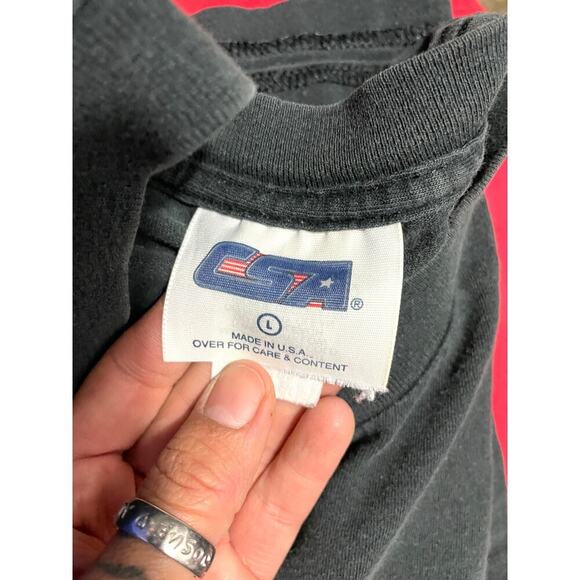 CSA ®
L
MADE IN U.S.A.
OVER FOR CARE & CONTENT